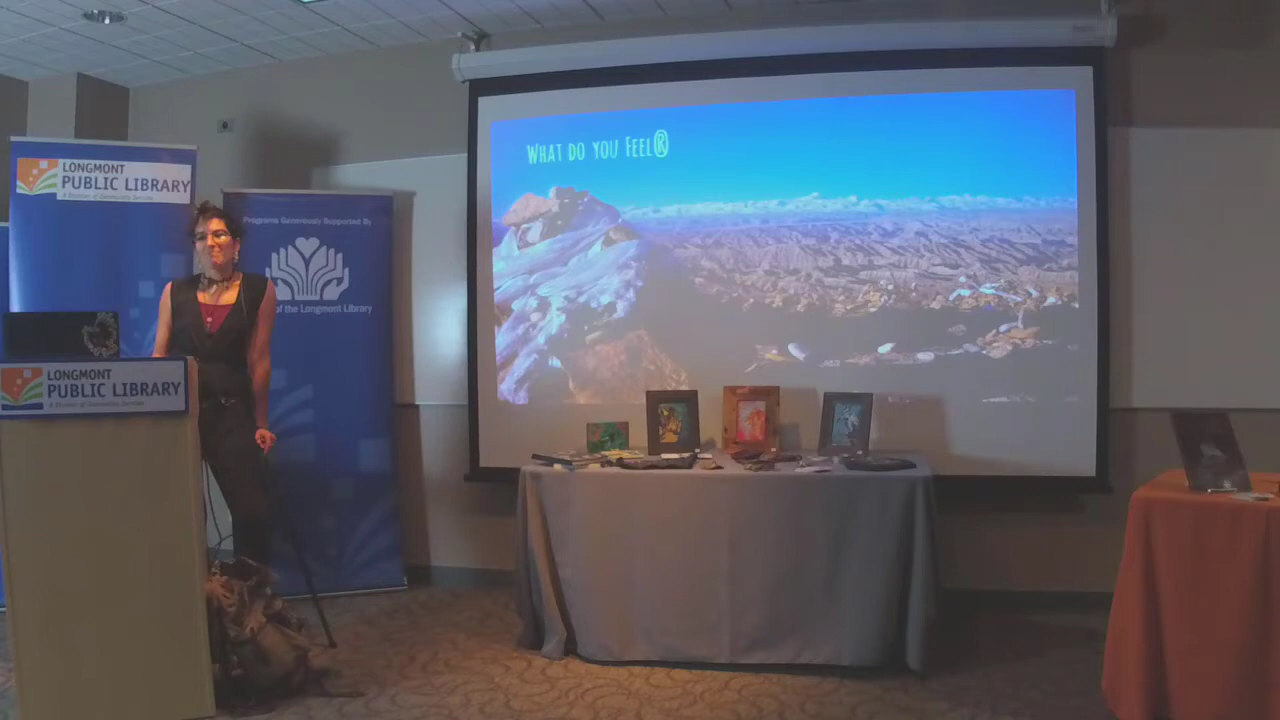 LONGMONT
PUBLIC LIBRARY
A Division of Community Services
Programs Generously Supported By
of the Longmont Library
WHAT DO YOU FEEL®
LONGMONT
PUBLIC LIBRARY
A Division of Community Services